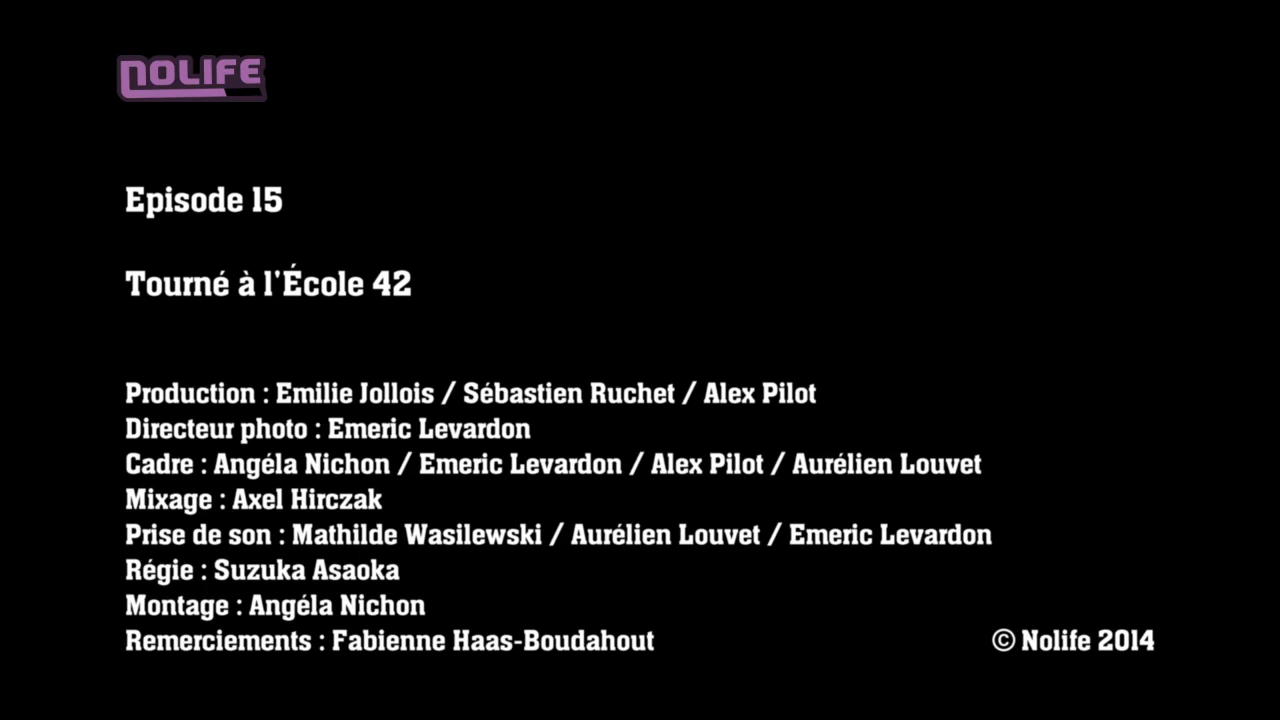 NOLIFE
Episode 15
Tourné à l'École 42
Production : Emilie Jollois / Sébastien Ruchet / Alex Pilot
Directeur photo : Emeric Levardon
Cadre : Angéla Nichon / Emeric Levardon / Alex Pilot / Aurélien Louvet
Mixage : Axel Hirczak
Prise de son : Mathilde Wasilewski / Aurélien Louvet / Emeric Levardon
Régie : Suzuka Asaoka
Montage : Angéla Nichon
Remerciements : Fabienne Haas-Boudahout
© Nolife 2014